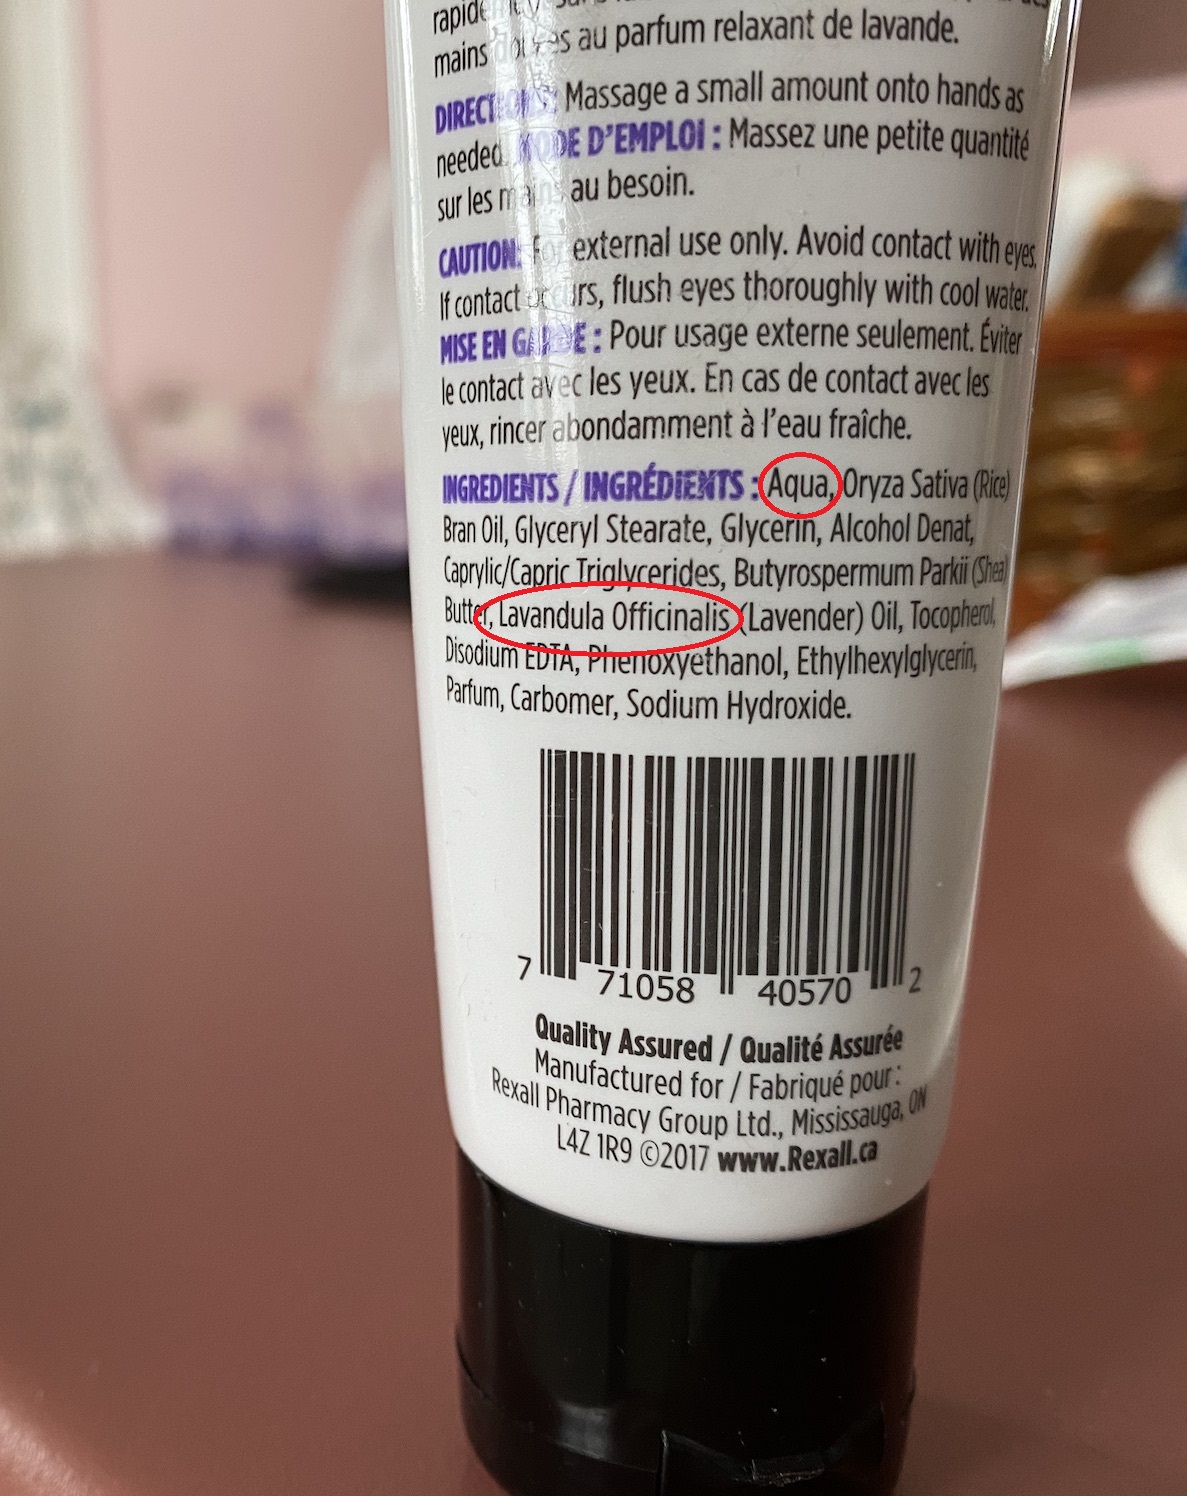 mains douces au parfum relaxant de lavande.
DIRECTIONS: Massage a small amount onto hands as
needed. MODE D'EMPLOI : Massez une petite quantité
sur les mains au besoin.
CAUTION: For external use only. Avoid contact with eyes.
If contact occurs, flush eyes thoroughly with cool water.
MISE EN GARDE : Pour usage externe seulement. Éviter
le contact avec les yeux. En cas de contact avec les
yeux, rincer abondamment à l'eau fraîche.
INGREDIENTS / INGRÉDIENTS : Aqua, Oryza Sativa (Rice)
Bran Oil, Glyceryl Stearate, Glycerin, Alcohol Denat,
Caprylic/Capric Triglycerides, Butyrospermum Parkii (Shea)
Butter, Lavandula Officinalis (Lavender) Oil, Tocopherol,
Disodium EDTA, Phenoxyethanol, Ethylhexylglycerin,
Parfum, Carbomer, Sodium Hydroxide.
7 71058 40570 2
Quality Assured / Qualité Assurée
Manufactured for / Fabriqué pour :
Rexall Pharmacy Group Ltd., Mississauga, ON
L4Z 1R9 ©2017 www.Rexall.ca